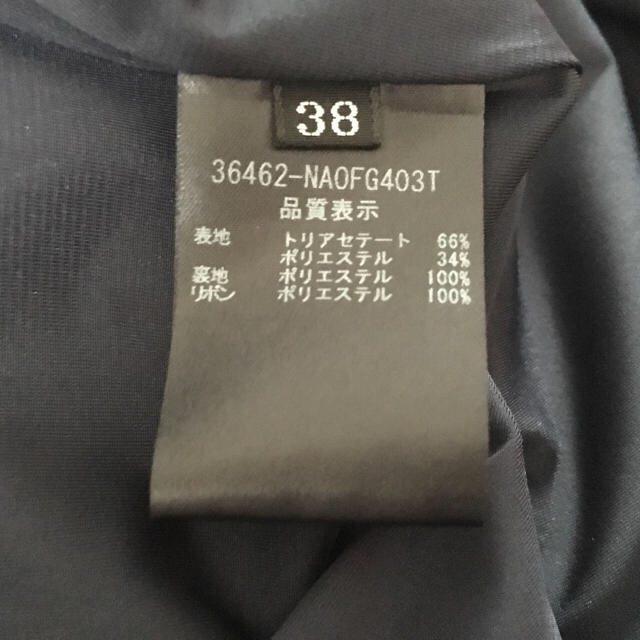 38
36462-NAOFG403T
品質表示
表地 トリアセテート 66%
ポリエステル 34%
裏地 ポリエステル 100%
リボン ポリエステル 100%